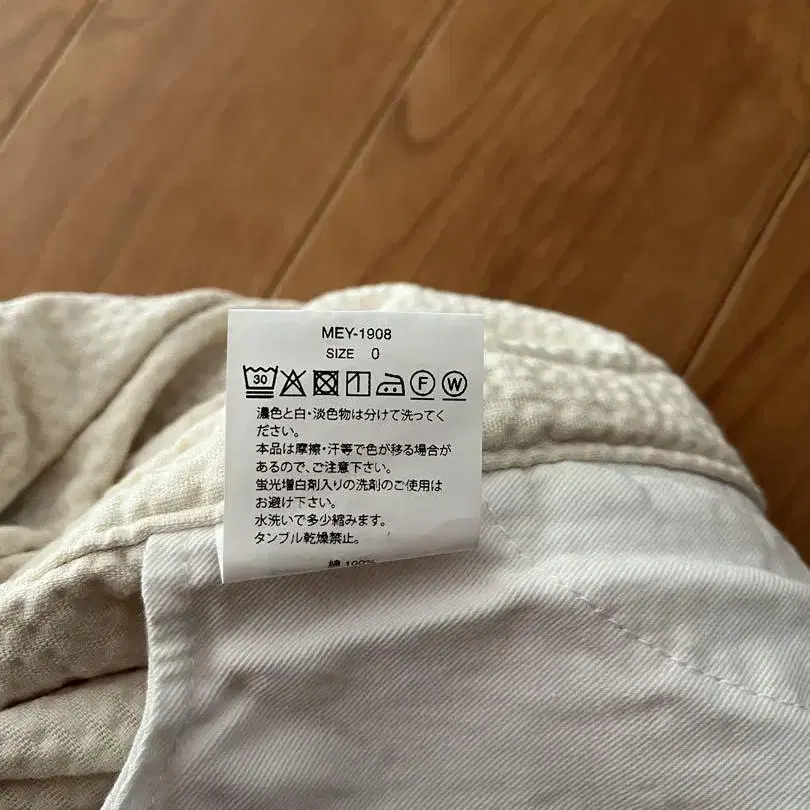 MEY-1908
SIZE 0
30 F W
濃色と白・淡色物は分けて洗ってく
ださい。
本品は摩擦・汗等で色が移る場合が
あるので、ご注意下さい。
蛍光増白剤入りの洗剤のご使用は
お避け下さい。
水洗いで多少縮みます。
タンブル乾燥禁止。
綿 100%